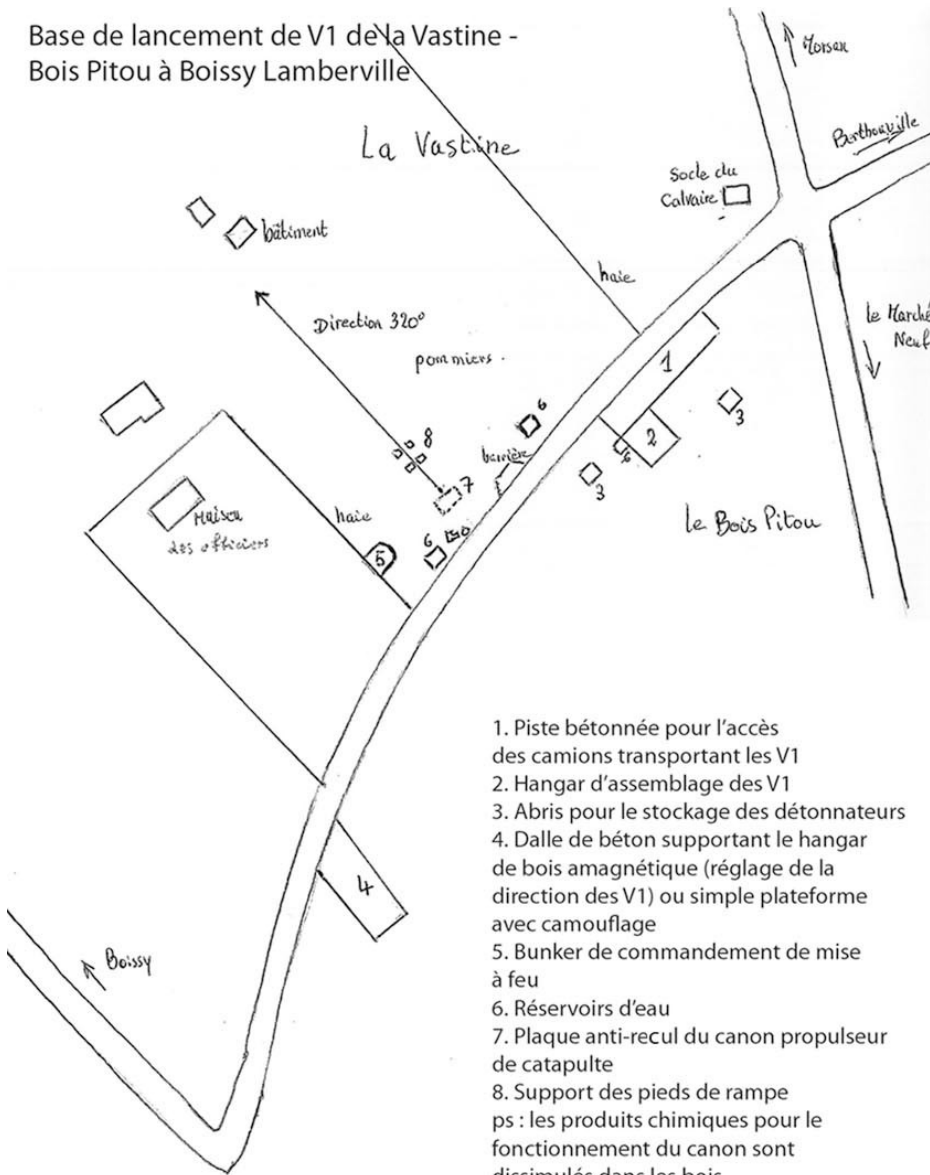 Base de lancement de V1 de la Vastine -
Bois Pitou à Boissy Lamberville
Morsan
La Vastine
Berthouville
Socle du
Calvaire
bâtiment
haie
Direction 320°
le Marché
Neuf
pommiers
1
6
3
8
2
barrière
6
7
3
Maison
des officiers
haie
le Bois Pitou
5
6
4
Boissy
1. Piste bétonnée pour l'accès
des camions transportant les V1
2. Hangar d'assemblage des V1
3. Abris pour le stockage des détonnateurs
4. Dalle de béton supportant le hangar
de bois amagnétique (réglage de la
direction des V1) ou simple plateforme
avec camouflage
5. Bunker de commandement de mise
à feu
6. Réservoirs d'eau
7. Plaque anti-recul du canon propulseur
de catapulte
8. Support des pieds de rampe
ps : les produits chimiques pour le
fonctionnement du canon sont
dissimulés dans les bois